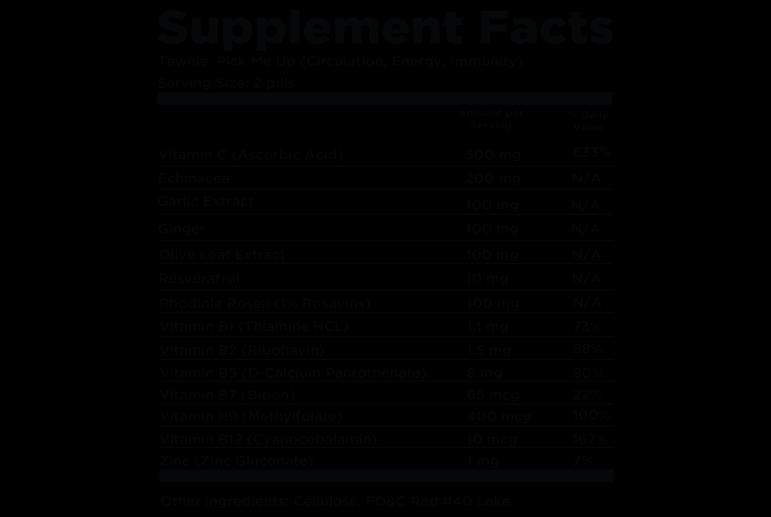 Supplement Facts
Townie. Pick Me Up (Circulation, Energy, Immunity)
Serving Size: 2 pills
Amount per Serving % Daily Value
Vitamin C (Ascorbic Acid) 500 mg 833%
Echinacea 200 mg N/A
Garlic Extract 100 mg N/A
Ginger 100 mg N/A
Olive Leaf Extract 100 mg N/A
Resveratrol 10 mg N/A
Rhodiola Rosea (1% Rosavins) 100 mg N/A
Vitamin B1 (Thiamine HCL) 1.1 mg 73%
Vitamin B2 (Riboflavin) 1.5 mg 88%
Vitamin B5 (D-Calcium Pantothenate) 8 mg 80%
Vitamin B7 (Bition) 65 mcg 22%
Vitamin B9 (Methylfolate) 400 mcg 100%
Vitamin B12 (Cyanocobalamin) 10 mcg 167%
Zinc (Zinc Gluconate) 1 mg 7%
Other Ingredients: Cellulose, FD&C Red #40 Lake